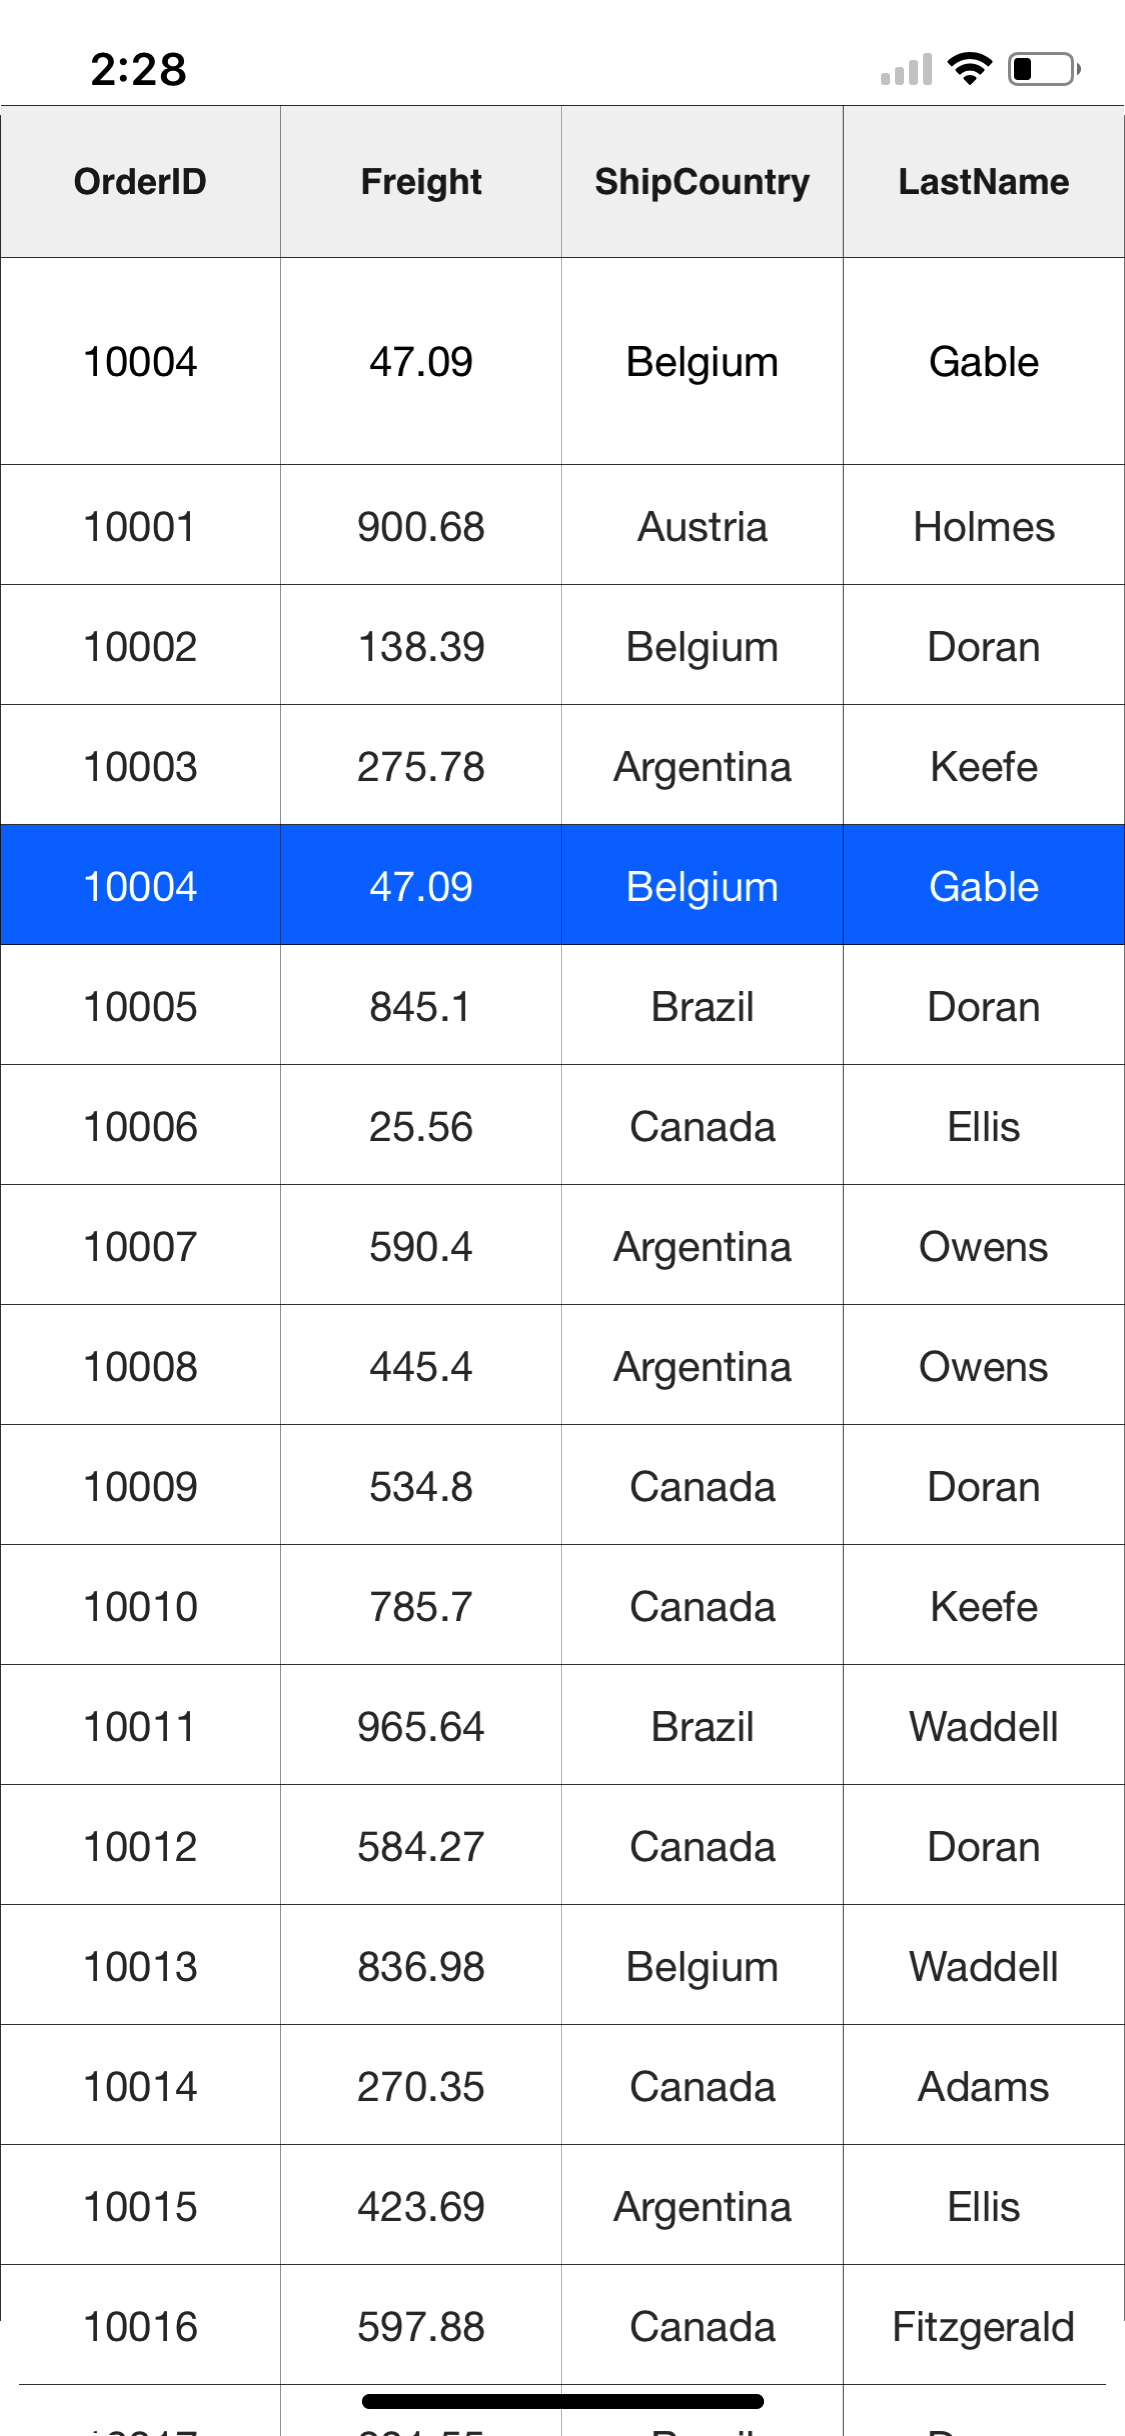 2:28
OrderID Freight ShipCountry LastName
10004 47.09 Belgium Gable
10001 900.68 Austria Holmes
10002 138.39 Belgium Doran
10003 275.78 Argentina Keefe
10004 47.09 Belgium Gable
10005 845.1 Brazil Doran
10006 25.56 Canada Ellis
10007 590.4 Argentina Owens
10008 445.4 Argentina Owens
10009 534.8 Canada Doran
10010 785.7 Canada Keefe
10011 965.64 Brazil Waddell
10012 584.27 Canada Doran
10013 836.98 Belgium Waddell
10014 270.35 Canada Adams
10015 423.69 Argentina Ellis
10016 597.88 Canada Fitzgerald